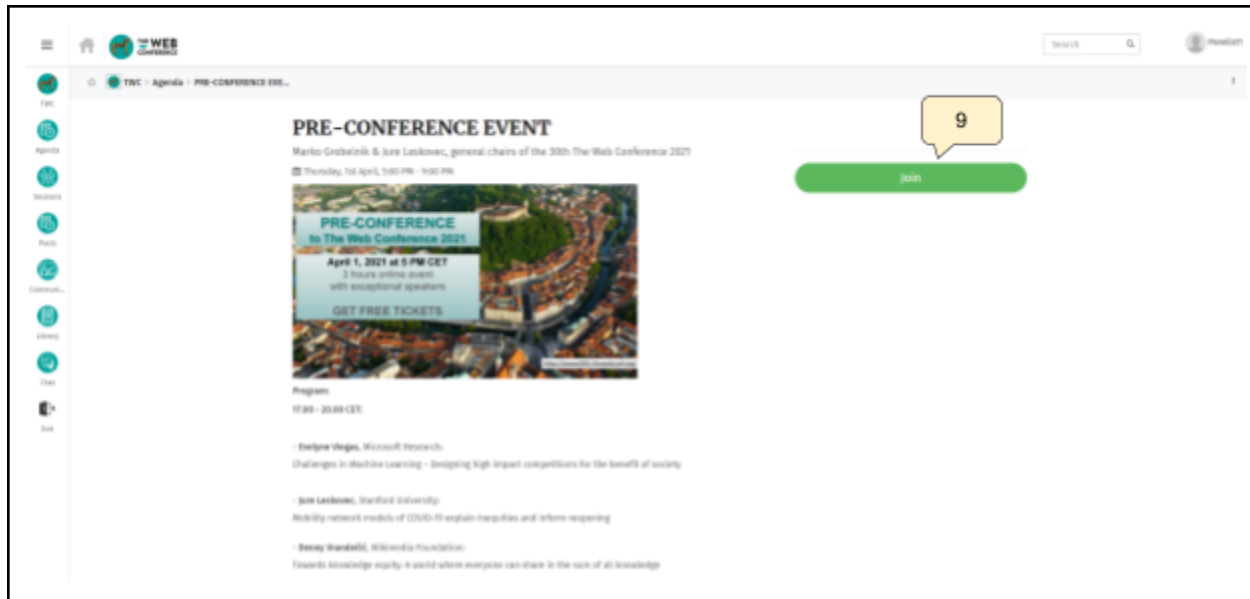 THE WEB CONFERENCE
Search
TWC
TWC > Agenda > PRE-CONFERENCE EVE...
Agenda
Sessions
Polls
Commun...
Library
Chat
Exit
9
Join
PRE-CONFERENCE EVENT
Marko Grobelnik & Jure Leskovec, general chairs of the 30th The Web Conference 2021
Thursday, 1st April, 5:00 PM - 9:00 PM
PRE-CONFERENCE
to The Web Conference 2021
April 1, 2021 at 5 PM CET
3 hours online event
with exceptional speakers
GET FREE TICKETS
Program:
17.00 - 20.00 CET:
- Evelyne Viegas, Microsoft Research:
Challenges in Machine Learning – Designing high impact competitions for the benefit of society
- Jure Leskovec, Stanford University:
Mobility network models of COVID-19 explain inequities and inform reopening
- Denny Vrandečić, Wikimedia Foundation:
Towards knowledge equity: A world where everyone can share in the sum of all knowledge